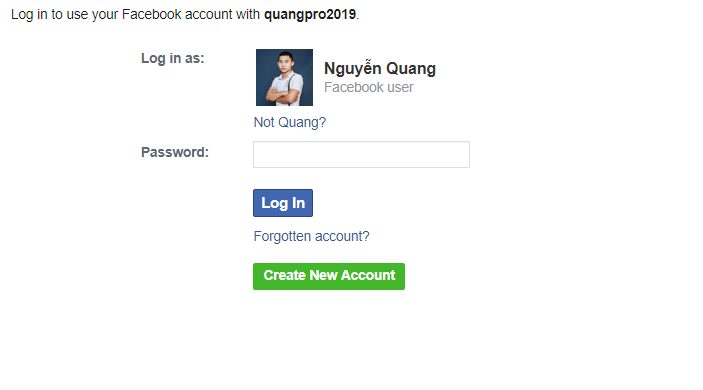 Log in to use your Facebook account with quangpro2019.
Log in as:
Nguyễn Quang
Facebook user
Not Quang?
Password:
Log In
Forgotten account?
Create New Account